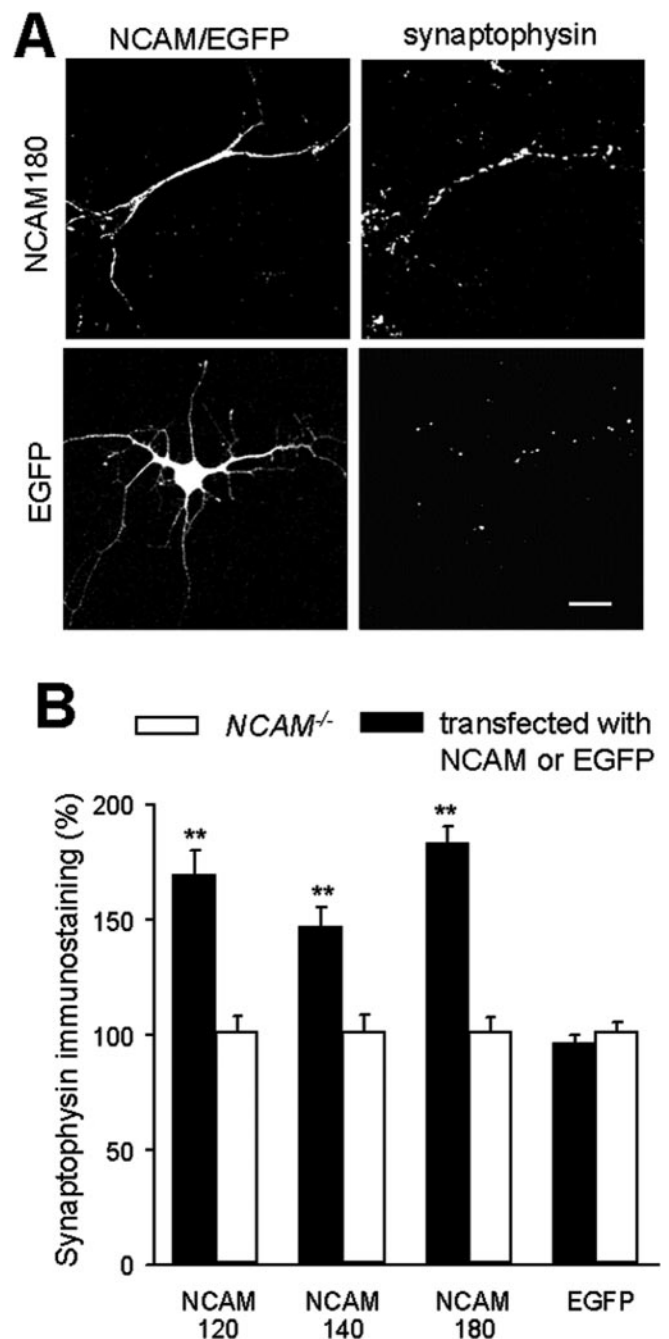 A
NCAM/EGFP
synaptophysin
NCAM180
EGFP
B
NCAM-/-
transfected with
NCAM or EGFP
Synaptophysin immunostaining (%)
200
150
100
50
0
**
**
**
NCAM
120
NCAM
140
NCAM
180
EGFP